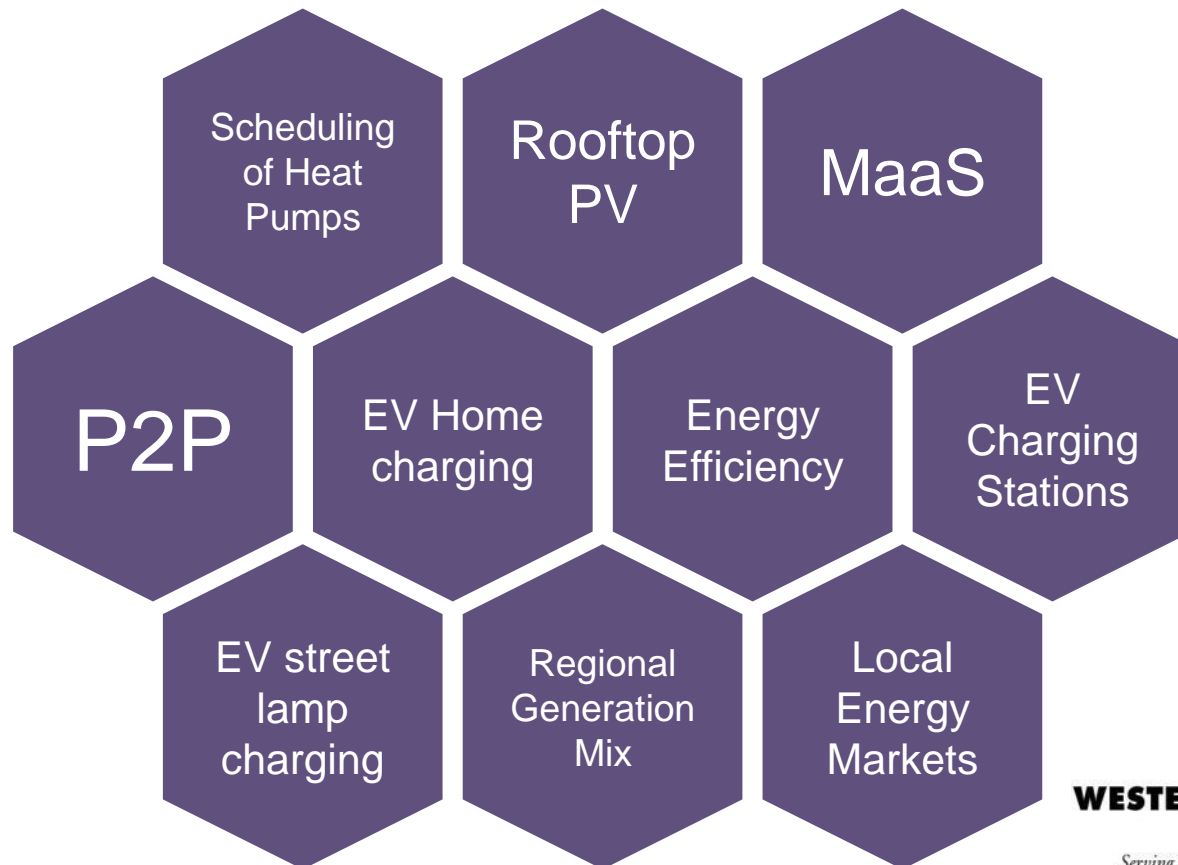 Scheduling
of Heat
Pumps
Rooftop
PV
MaaS
P2P
EV Home
charging
Energy
Efficiency
EV
Charging
Stations
EV street
lamp
charging
Regional
Generation
Mix
Local
Energy
Markets
WESTE
Serving